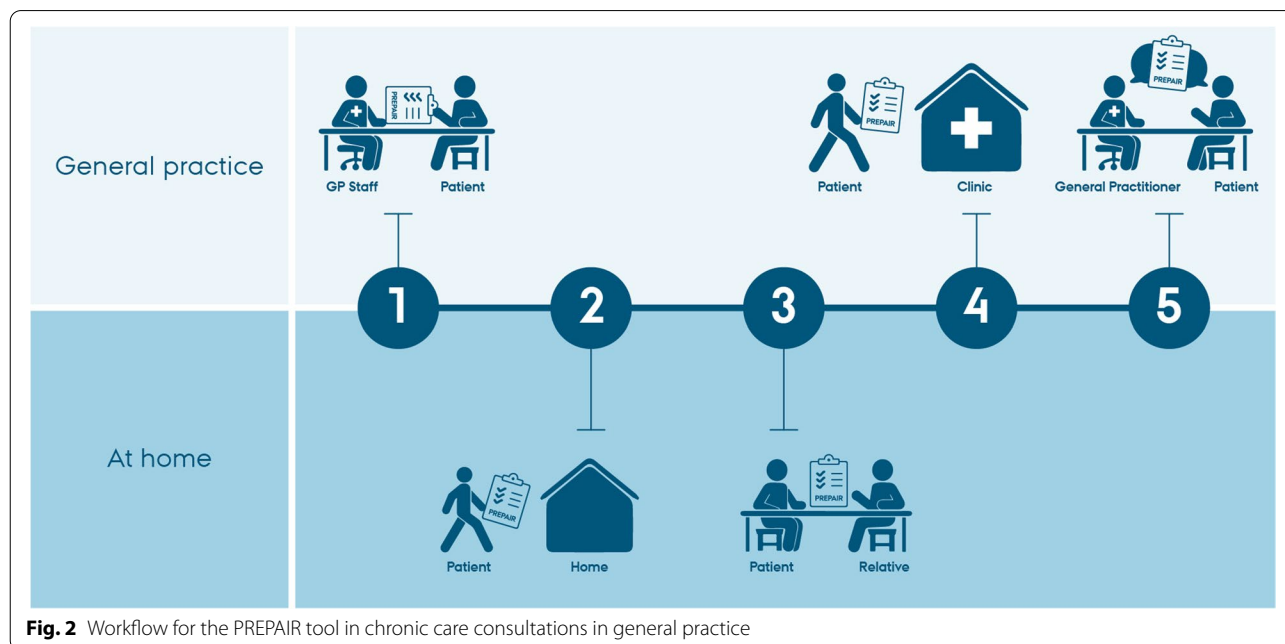 General practice
PREPAIR
GP Staff
Patient
PREPAIR
Patient
Clinic
PREPAIR
General Practitioner
Patient
1
2
3
4
5
At home
PREPAIR
Patient
Home
PREPAIR
Patient
Relative
Fig. 2 Workflow for the PREPAIR tool in chronic care consultations in general practice